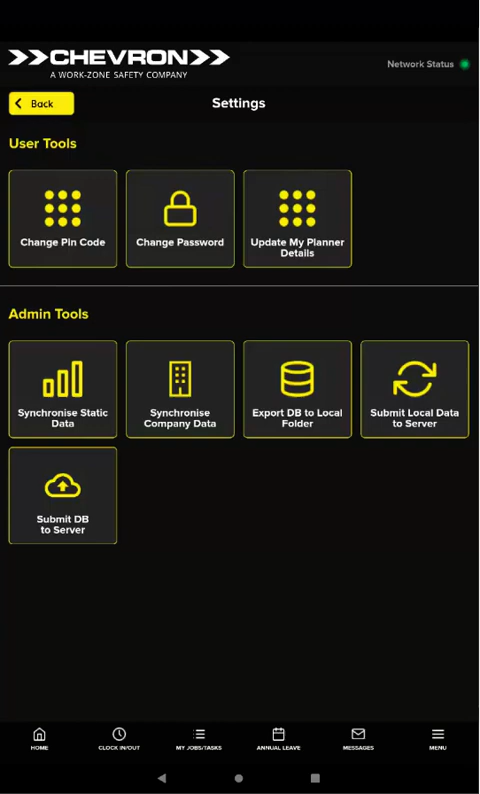 CHEVRON
A WORK-ZONE SAFETY COMPANY
Network Status
Back
Settings
User Tools
Change Pin Code
Change Password
Update My Planner
Details
Admin Tools
Synchronise Static
Data
Synchronise
Company Data
Export DB to Local
Folder
Submit Local Data
to Server
Submit DB
to Server
HOME
CLOCK IN/OUT
MY JOBS/TASKS
ANNUAL LEAVE
MESSAGES
MENU